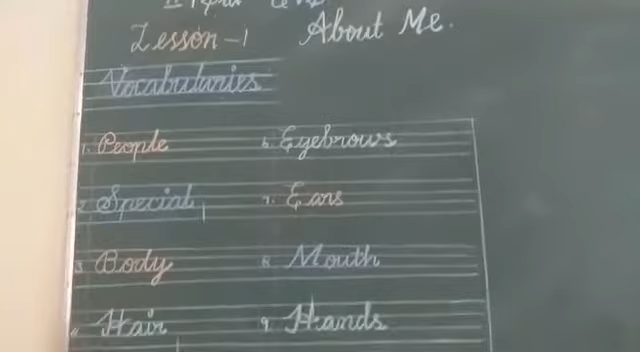 Lesson-1 About Me.
Vocabularies
1. People 6. Eyebrows
2. Special 7. Ears
3. Body 8. Mouth
4. Hair 9. Hands